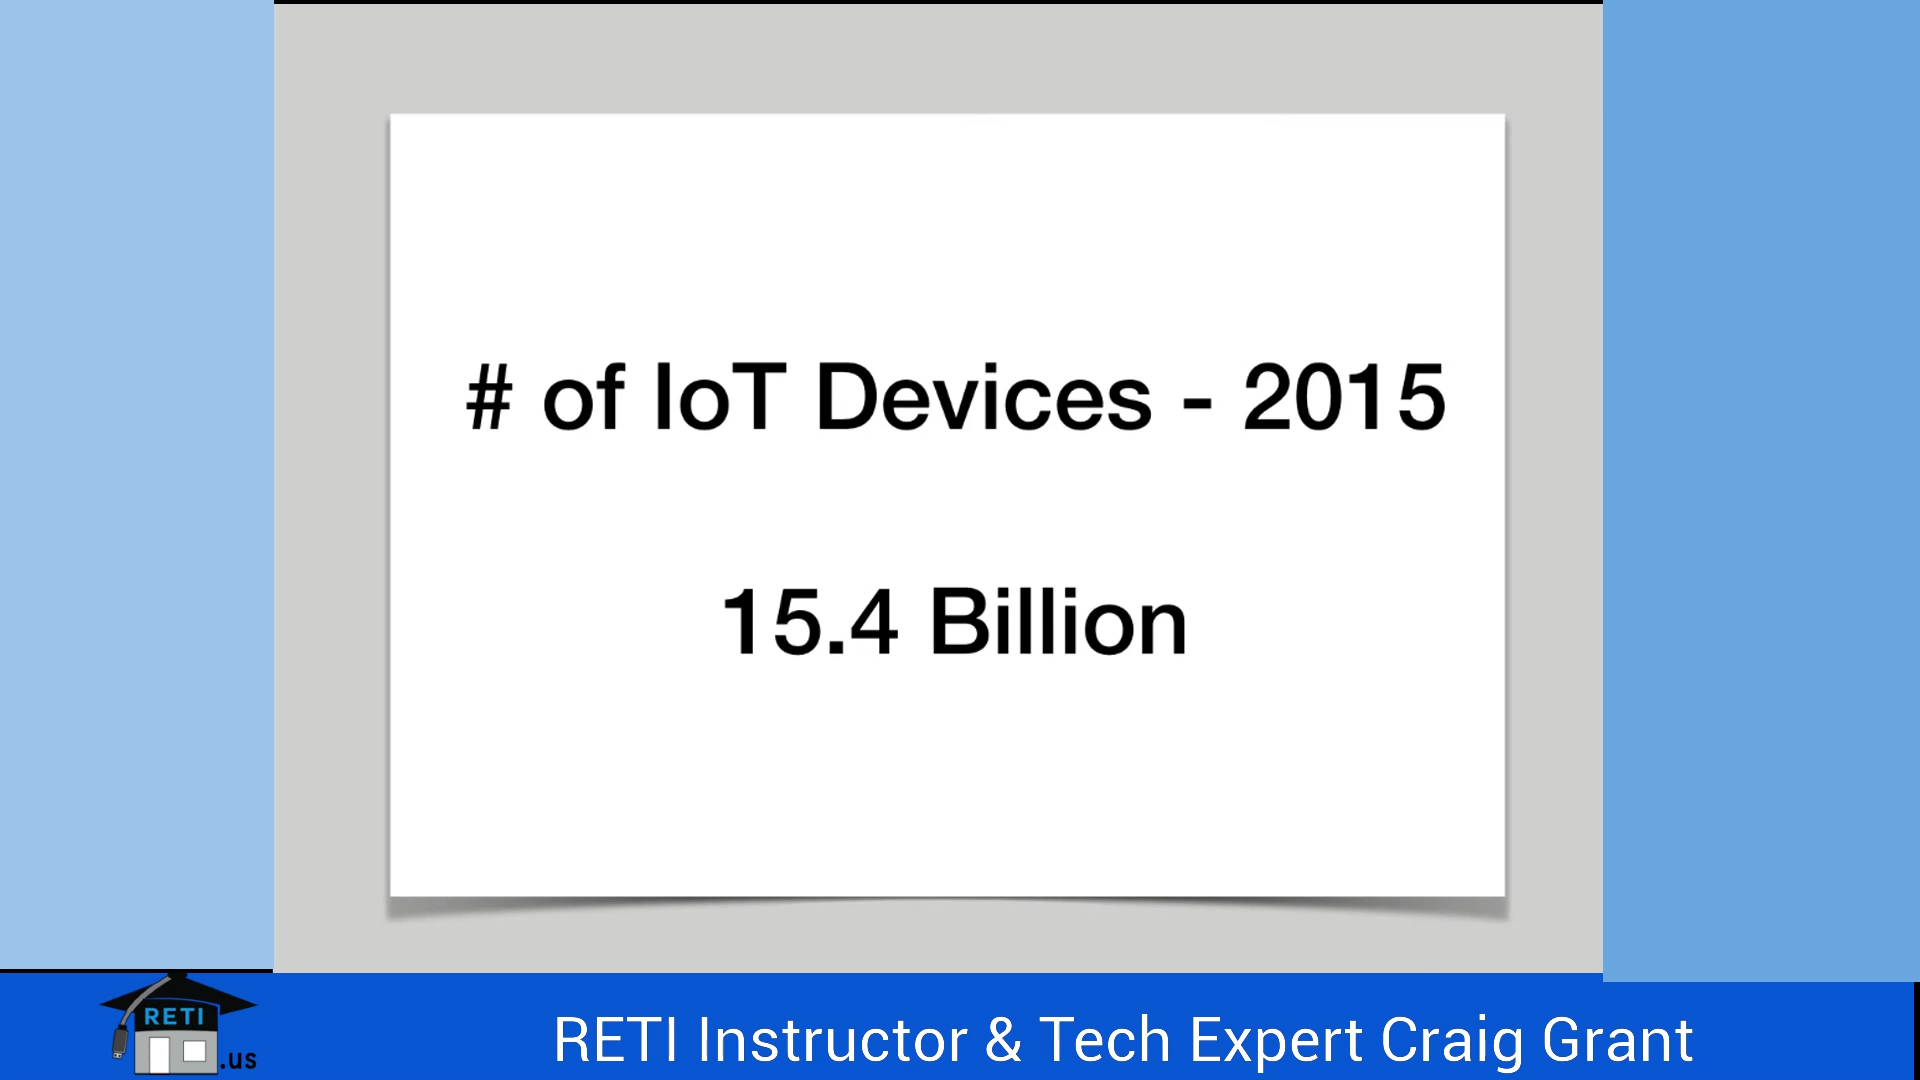 # of IoT Devices - 2015
15.4 Billion
RETI
.us
RETI Instructor & Tech Expert Craig Grant